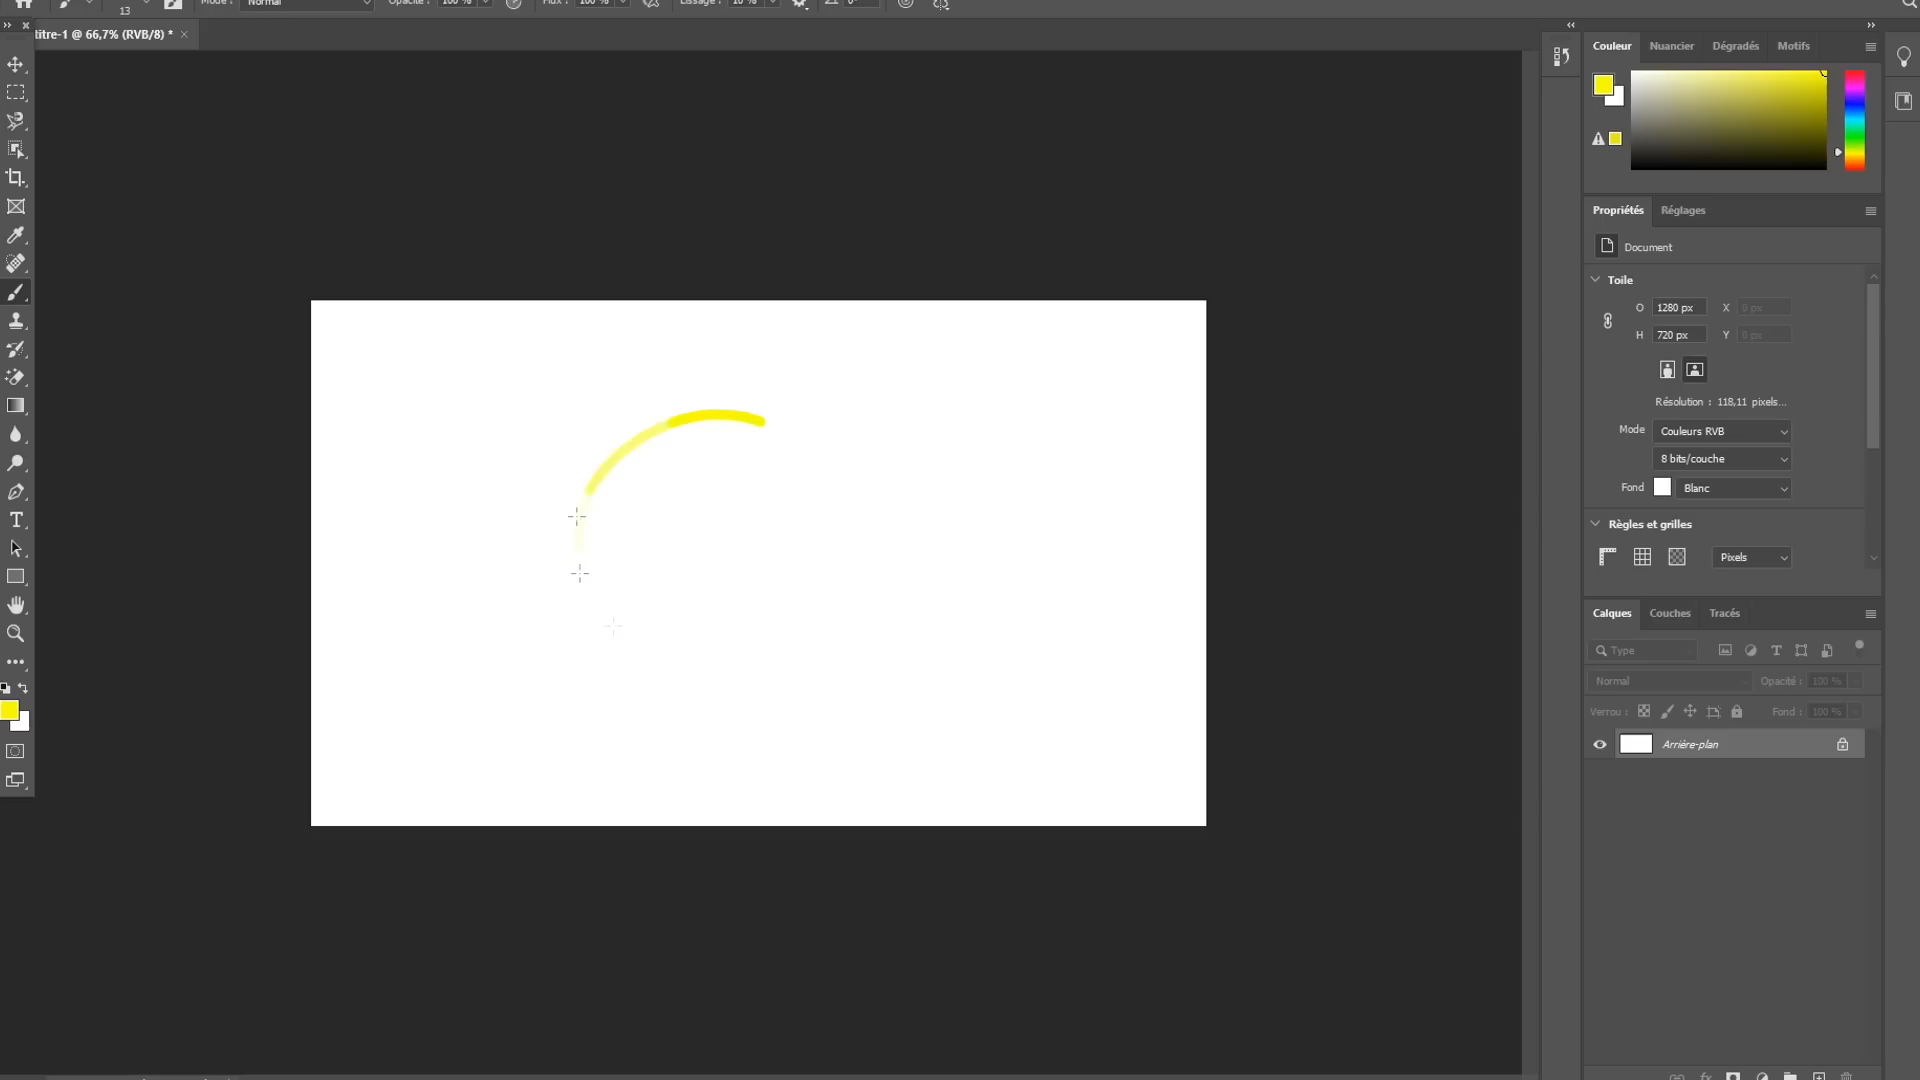 13
Mode :
Normal
Opacité : 100 %
Flux : 100 %
Lissage : 10 %
0°
titre-1 @ 66,7% (RVB/8) *
Couleur
Nuancier
Dégradés
Motifs
Propriétés
Réglages
Document
Toile
O 1280 px X 0 px
H 720 px Y 0 px
Résolution : 118,11 pixels...
Mode Couleurs RVB
8 bits/couche
Fond Blanc
Règles et grilles
Pixels
Calques
Couches
Tracés
Type
Normal Opacité : 100 %
Verrou : Fond : 100 %
Arrière-plan